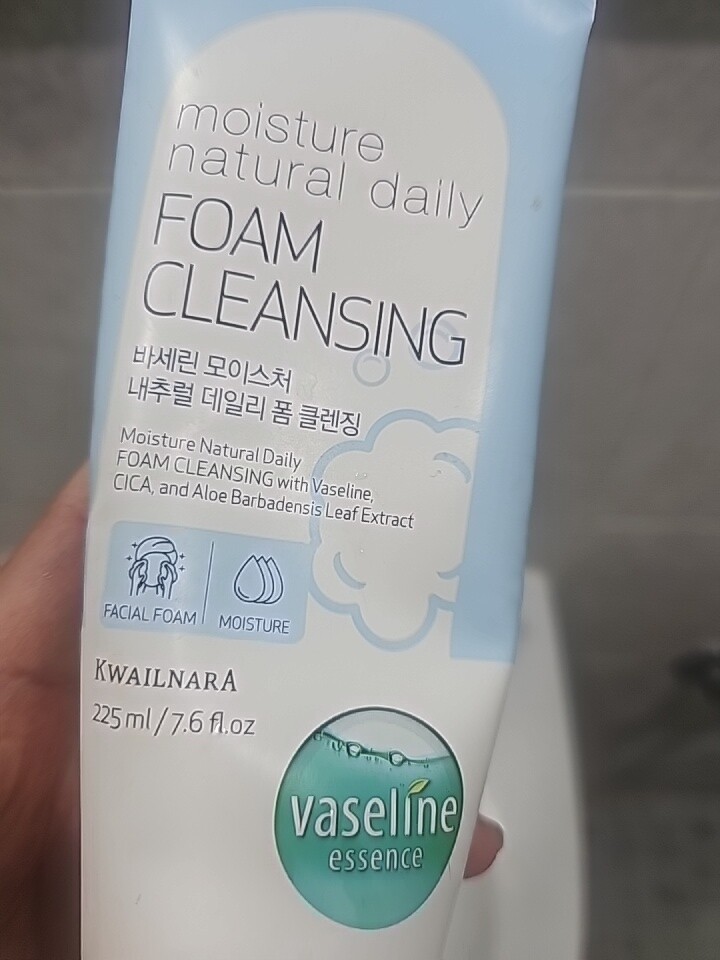 moisture
natural daily
FOAM
CLEANSING
바세린 모이스처
내추럴 데일리 폼 클렌징
Moisture Natural Daily
FOAM CLEANSING with Vaseline,
CICA, and Aloe Barbadensis Leaf Extract
FACIAL FOAM
MOISTURE
KWAILNARA
225ml/7.6 fl.oz
vaseline
essence